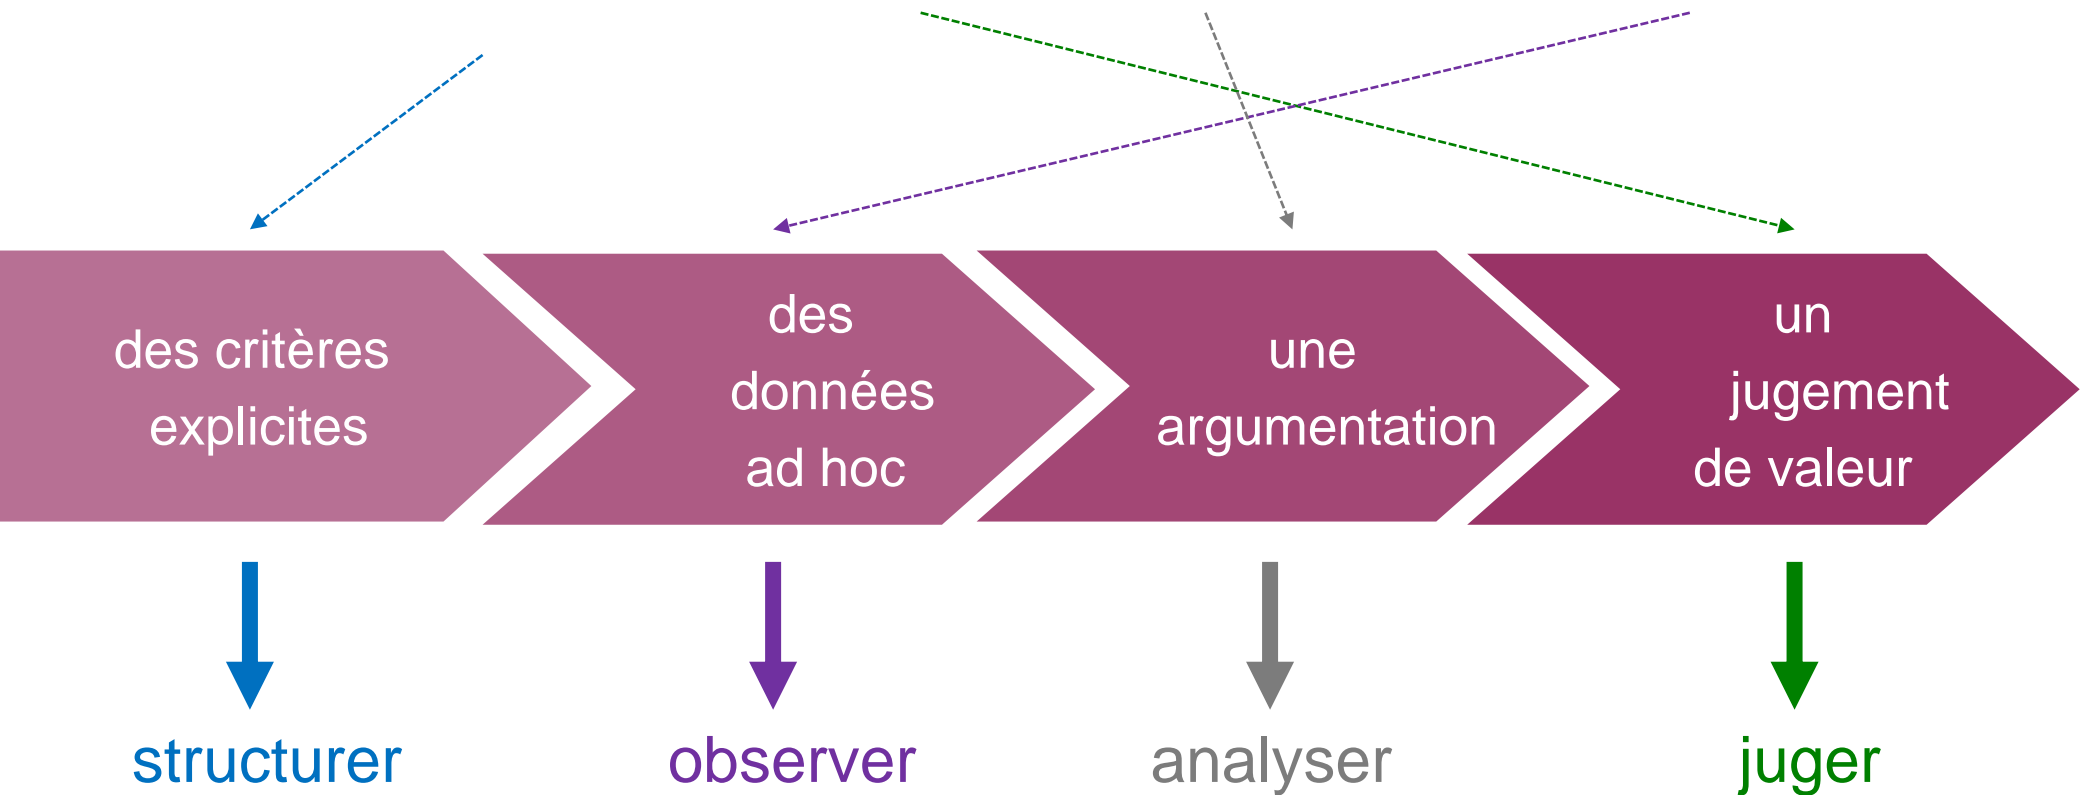 des critères
explicites
des
données
ad hoc
une
argumentation
un
jugement
de valeur
structurer
observer
analyser
juger